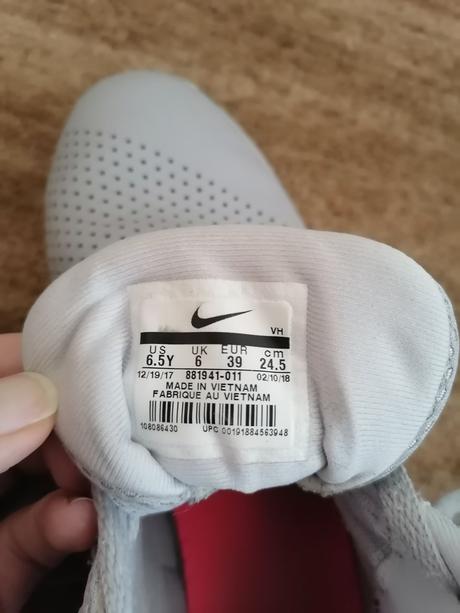 VH
US UK EUR cm
6.5Y 6 39 24.5
12/19/17 881941-011 02/10/18
MADE IN VIETNAM
FABRIQUE AU VIETNAM
108086430 UPC 00191884563948